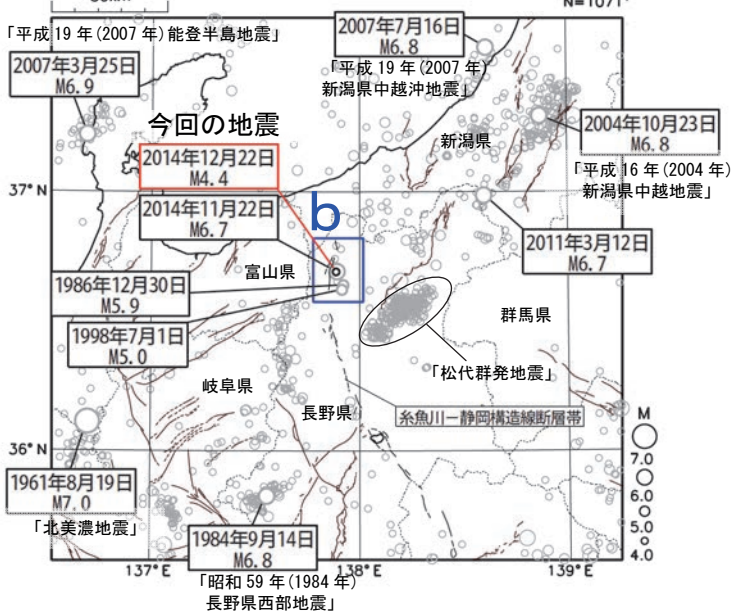 N=1071
「平成 19 年(2007 年)能登半島地震」
2007年3月25日
M6.9
2007年7月16日
M6.8
「平成 19 年(2007 年)
新潟県中越沖地震」
今回の地震
2014年12月22日
M4.4
新潟県
2004年10月23日
M6.8
「平成 16 年(2004 年)
新潟県中越地震」
37°N
2014年11月22日
M6.7
b
2011年3月12日
M6.7
富山県
1986年12月30日
M5.9
1998年7月1日
M5.0
群馬県
「松代群発地震」
岐阜県
長野県
糸魚川－静岡構造線断層帯
M
7.0
6.0
5.0
4.0
36°N
1961年8月19日
M7.0
「北美濃地震」
1984年9月14日
M6.8
137°E
138°E
139°E
「昭和 59 年(1984 年)
長野県西部地震」